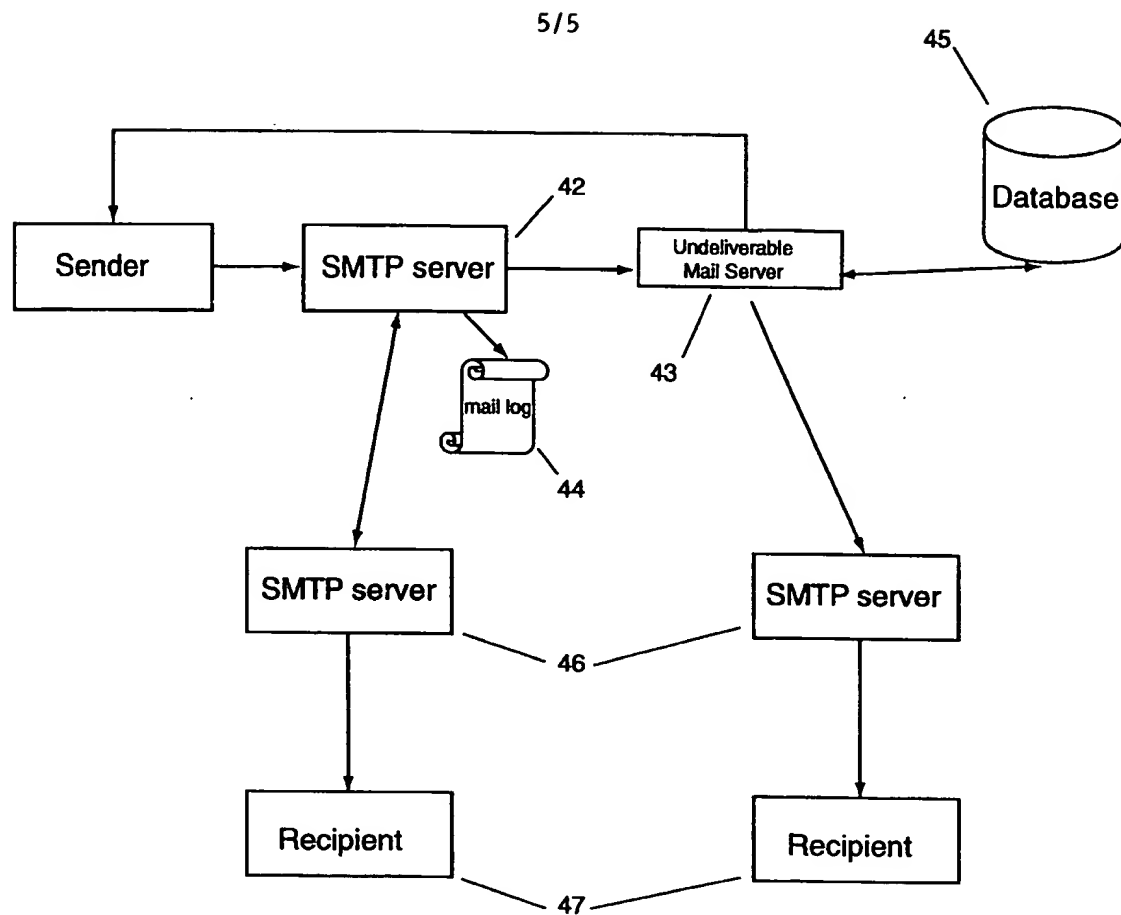 5/5
45
42
Database
Sender
SMTP server
Undeliverable
Mail Server
43
mail log
44
SMTP server
SMTP server
46
Recipient
Recipient
47